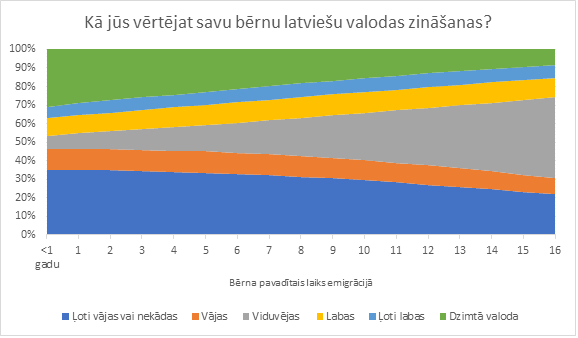 Kā jūs vērtējat savu bērnu latviešu valodas zināšanas?
100%
90%
80%
70%
60%
50%
40%
30%
20%
10%
0%
<1 1 2 3 4 5 6 7 8 9 10 11 12 13 14 15 16
gadu
Bērna pavadītais laiks emigrācijā
Ļoti vājas vai nekādas Vājas Viduvējas Labas Ļoti labas Dzimtā valoda